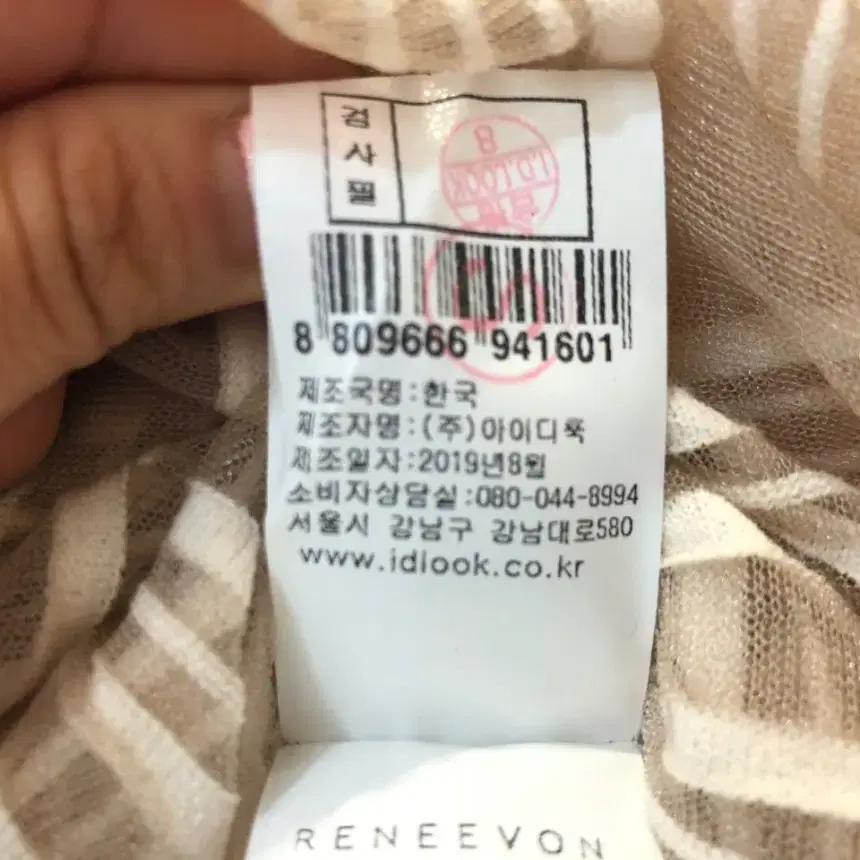 검사필
8
I.D.LOOK
8 809666 941601
제조국명:한국
제조자명:(주)아이디룩
제조일자:2019년8월
소비자상담실:080-044-8994
서울시 강남구 강남대로580
www.idlook.co.kr
RENEEVON